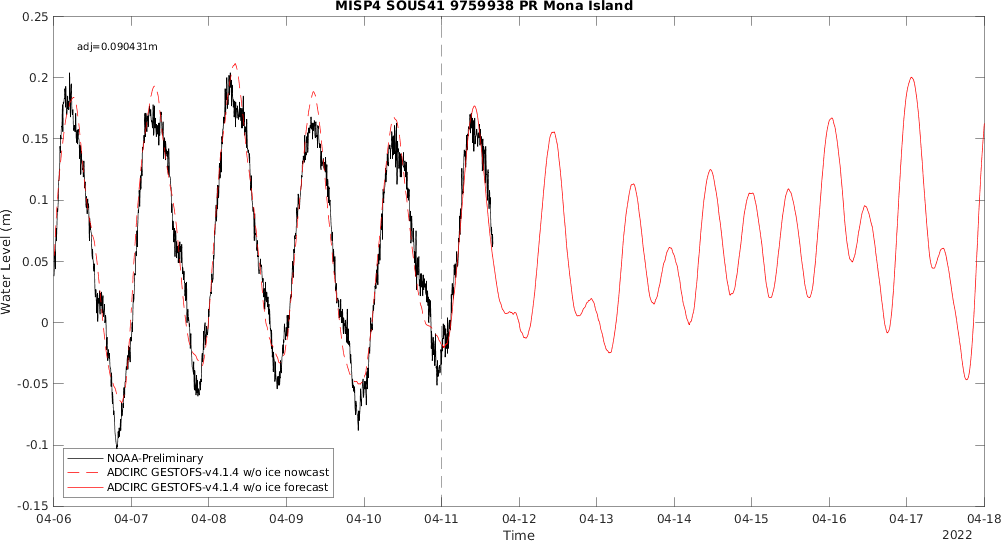 MISP4 SOUS41 9759938 PR Mona Island
adj=0.090431m
0.25
0.2
0.15
0.1
0.05
0
-0.05
-0.1
-0.15
Water Level (m)
NOAA-Preliminary
ADCIRC GESTOFS-v4.1.4 w/o ice nowcast
ADCIRC GESTOFS-v4.1.4 w/o ice forecast
04-06 04-07 04-08 04-09 04-10 04-11 04-12 04-13 04-14 04-15 04-16 04-17 04-18
Time
2022